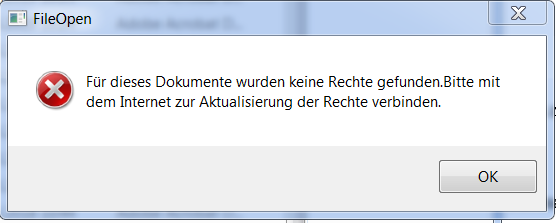 FileOpen
Für dieses Dokumente wurden keine Rechte gefunden.Bitte mit
dem Internet zur Aktualisierung der Rechte verbinden.
OK